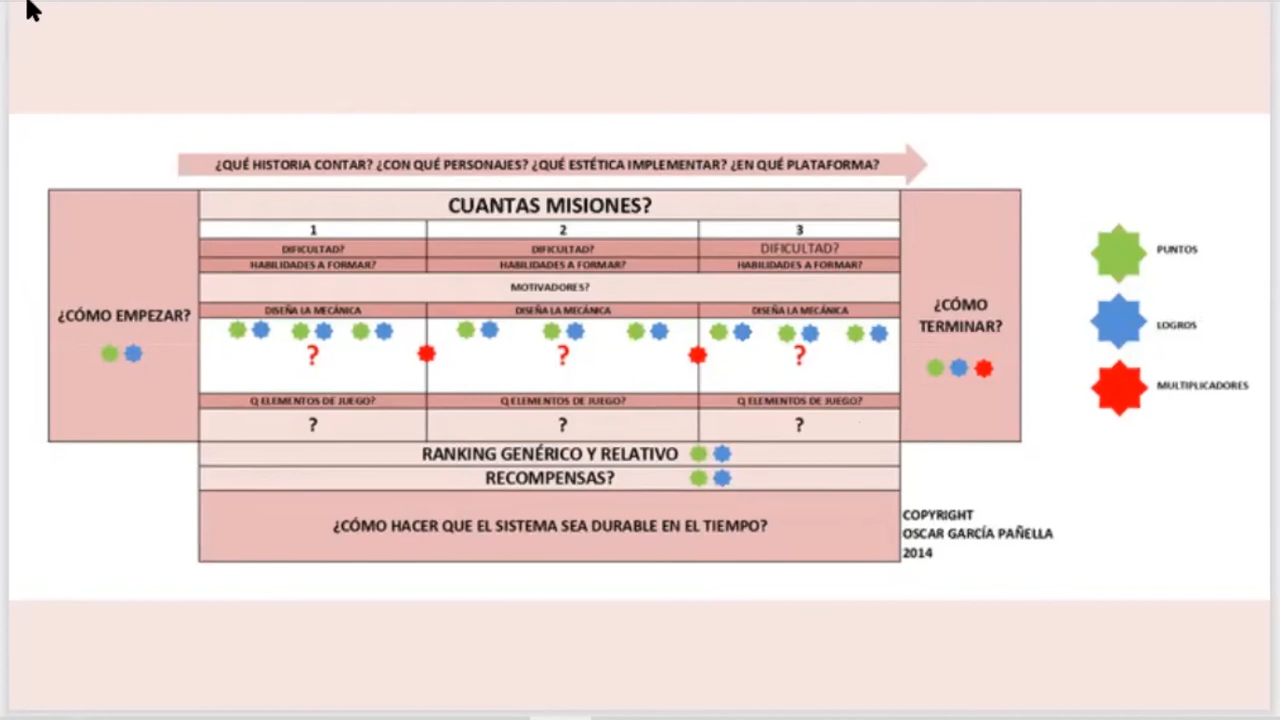 ¿QUÉ HISTORIA CONTAR? ¿CON QUÉ PERSONAJES? ¿QUÉ ESTÉTICA IMPLEMENTAR? ¿EN QUÉ PLATAFORMA?
CUANTAS MISIONES?
1 2 3
DIFICULTAD? DIFICULTAD? DIFICULTAD?
HABILIDADES A FORMAR? HABILIDADES A FORMAR? HABILIDADES A FORMAR?
MOTIVADORES?
DISEÑA LA MECÁNICA DISEÑA LA MECÁNICA DISEÑA LA MECÁNICA
? ? ?
Q ELEMENTOS DE JUEGO? Q ELEMENTOS DE JUEGO? Q ELEMENTOS DE JUEGO?
? ? ?
RANKING GENÉRICO Y RELATIVO
RECOMPENSAS?
¿CÓMO HACER QUE EL SISTEMA SEA DURABLE EN EL TIEMPO?
¿CÓMO EMPEZAR?
¿CÓMO
TERMINAR?
PUNTOS
LOGROS
MULTIPLICADORES
COPYRIGHT
OSCAR GARCÍA PAÑELLA
2014